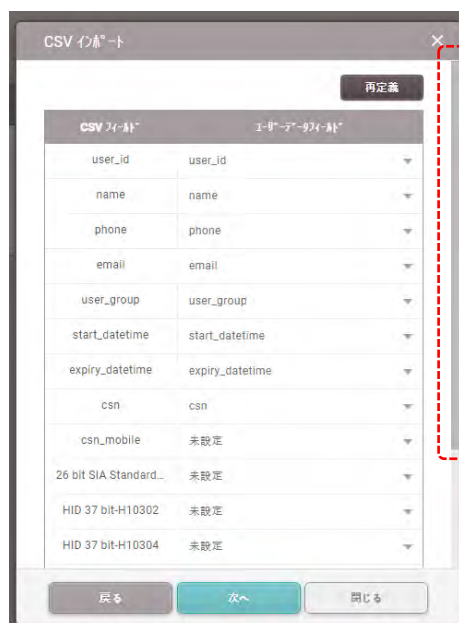 CSV ｲﾝﾎﾟｰﾄ
再定義
CSV ﾌｨｰﾙﾄﾞ ﾕｰｻﾞｰﾃﾞｰﾀﾌｨｰﾙﾄﾞ
user_id user_id
name name
phone phone
email email
user_group user_group
start_datetime start_datetime
expiry_datetime expiry_datetime
csn csn
csn_mobile 未設定
26 bit SIA Standard... 未設定
HID 37 bit-H10302 未設定
HID 37 bit-H10304 未設定
戻る 次へ 閉じる